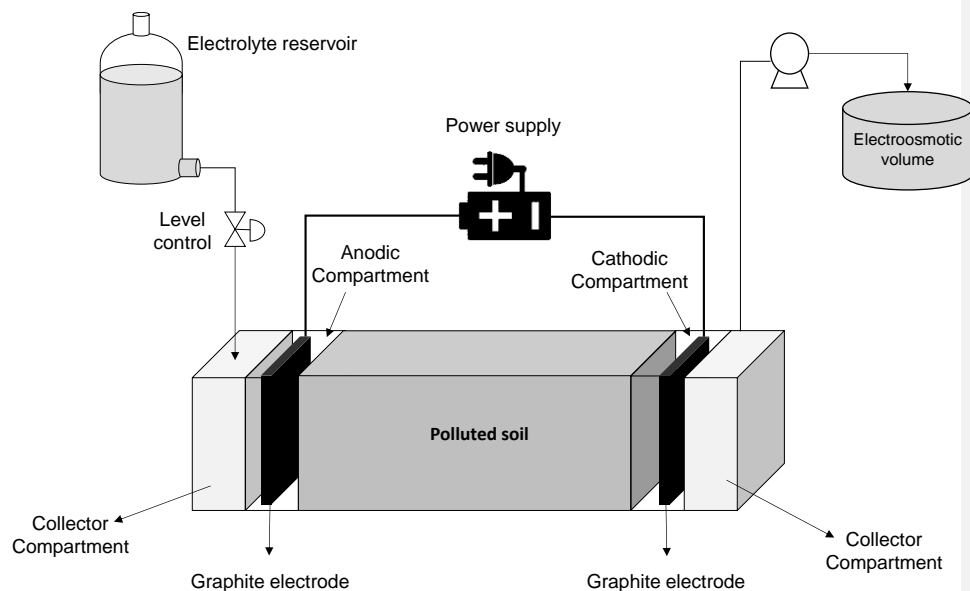 Electrolyte reservoir
Electroosmotic
volume
Power supply
Level
control
Anodic
Compartment
Cathodic
Compartment
Polluted soil
Collector
Compartment
Collector
Compartment
Graphite electrode
Graphite electrode